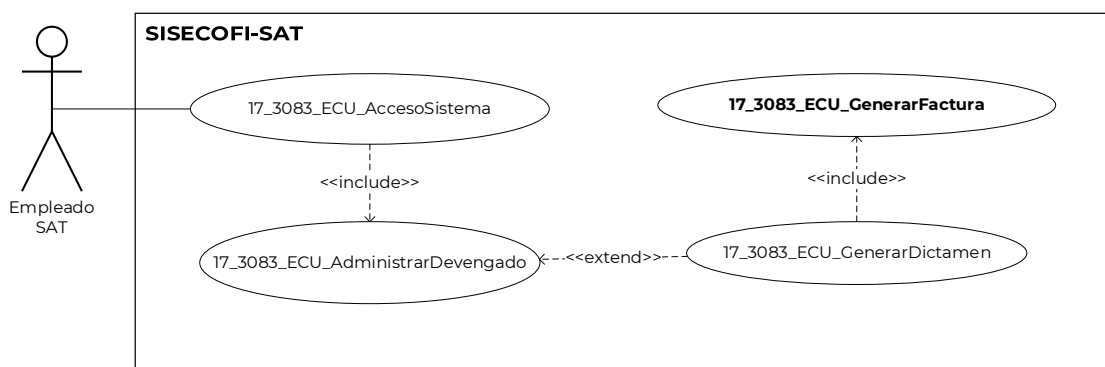 SISECOFI-SAT
17_3083_ECU_AccesoSistema
17_3083_ECU_GenerarFactura
<<include>>
<<include>>
Empleado
SAT
17_3083_ECU_AdministrarDevengado
<<extend>>
17_3083_ECU_GenerarDictamen